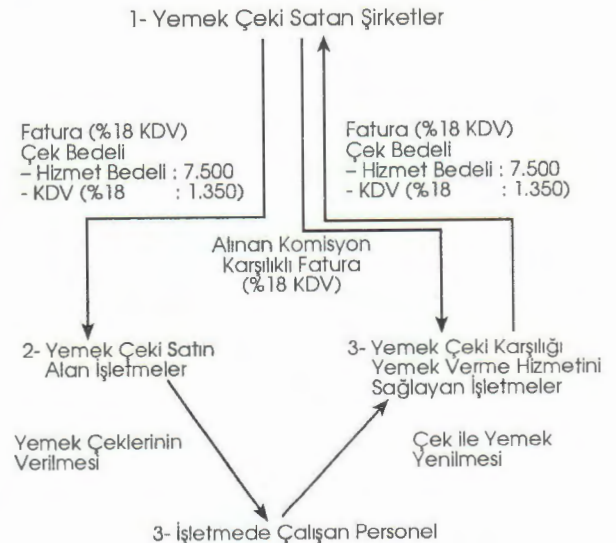 1- Yemek Çeki Satan Şirketler
Fatura (%18 KDV)
Çek Bedeli
– Hizmet Bedeli : 7.500
- KDV (%18 : 1.350)
Fatura (%18 KDV)
Çek Bedeli
– Hizmet Bedeli : 7.500
- KDV (%18 : 1.350)
Alınan Komisyon
Karşılıklı Fatura
(%18 KDV)
2- Yemek Çeki Satın
Alan İşletmeler
3- Yemek Çeki Karşılığı
Yemek Verme Hizmetini
Sağlayan İşletmeler
Yemek Çeklerinin
Verilmesi
Çek ile Yemek
Yenilmesi
3- İşletmede Çalışan Personel